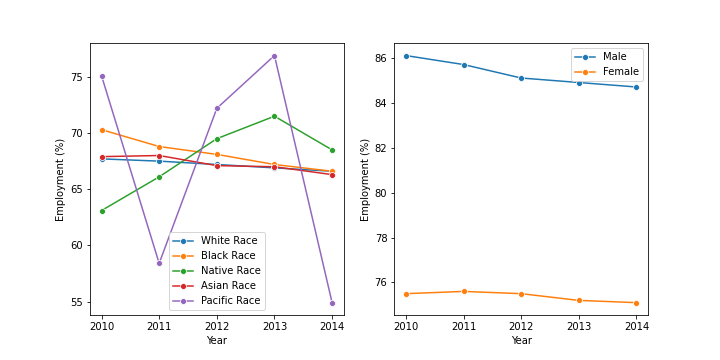 Employment (%)
75
70
65
60
55
2010
2011
2012
2013
2014
Year
White Race
Black Race
Native Race
Asian Race
Pacific Race
Employment (%)
86
84
82
80
78
76
2010
2011
2012
2013
2014
Year
Male
Female